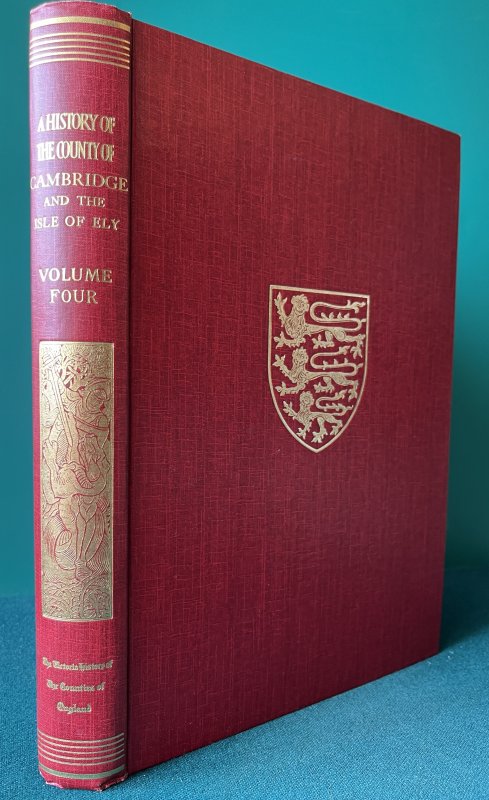 A HISTORY OF
THE COUNTY OF
CAMBRIDGE
AND THE
ISLE OF ELY
VOLUME
FOUR
The Victoria History of
The Counties of
England